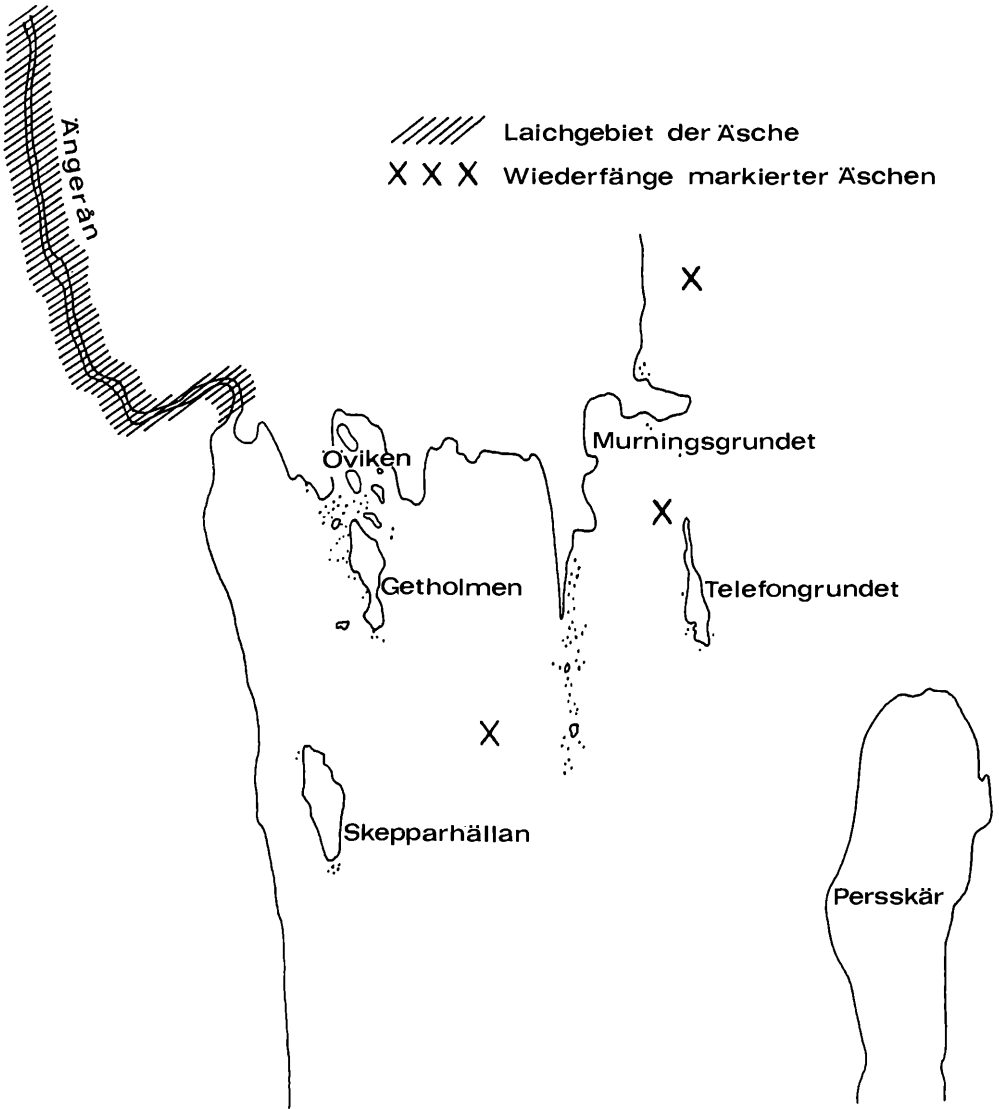 Ängerån
Laichgebiet der Äsche
X X X Wiederfänge markierter Äschen
X
Murningsgrundet
Öviken
X
Getholmen
Telefongrundet
X
Skepparhällan
Persskär